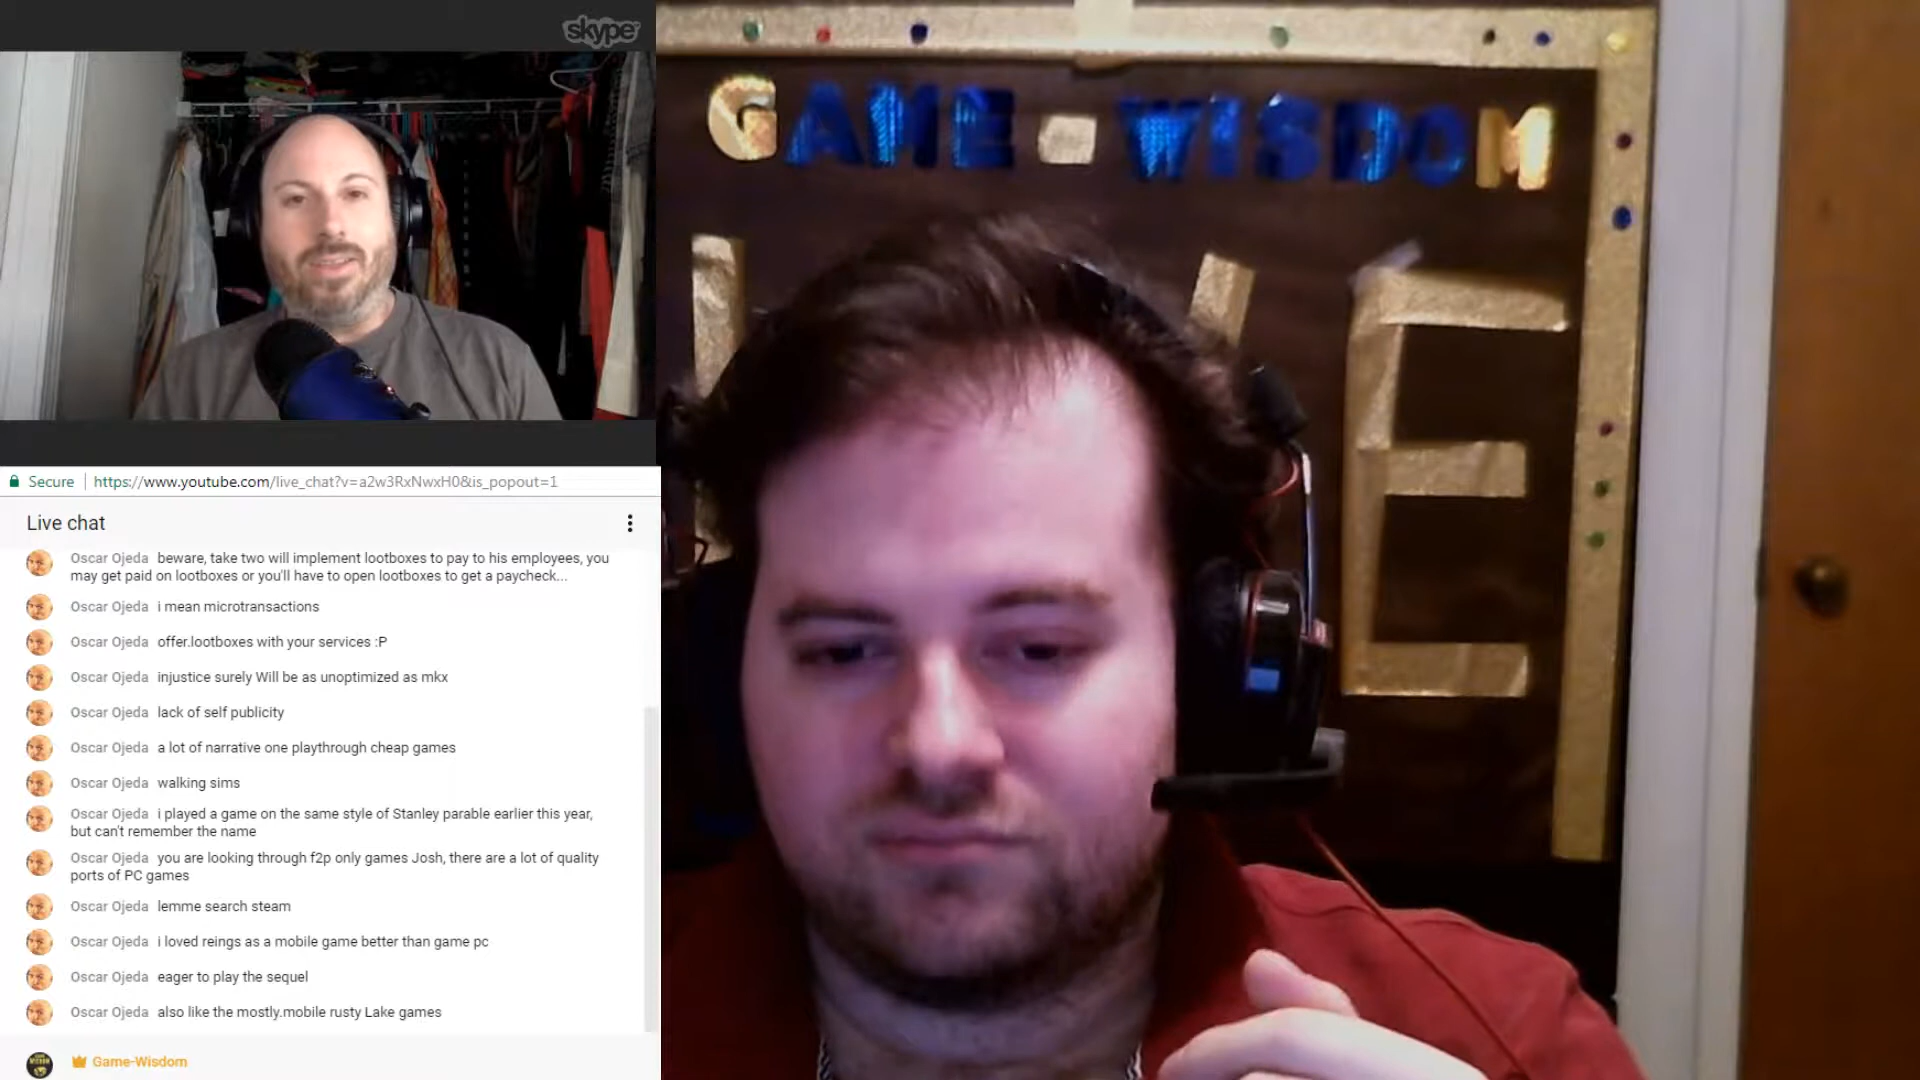 skype
GAME-WISDOM
LIVE
Secure https://www.youtube.com/live_chat?v=a2w3RxNwxH0&is_popout=1
Live chat
Oscar Ojeda beware, take two will implement lootboxes to pay to his employees, you
may get paid on lootboxes or you'll have to open lootboxes to get a paycheck...
Oscar Ojeda i mean microtransactions
Oscar Ojeda offer.lootboxes with your services :P
Oscar Ojeda injustice surely Will be as unoptimized as mkx
Oscar Ojeda lack of self publicity
Oscar Ojeda a lot of narrative one playthrough cheap games
Oscar Ojeda walking sims
Oscar Ojeda i played a game on the same style of Stanley parable earlier this year,
but can't remember the name
Oscar Ojeda you are looking through f2p only games Josh, there are a lot of quality
ports of PC games
Oscar Ojeda lemme search steam
Oscar Ojeda i loved reings as a mobile game better than game pc
Oscar Ojeda eager to play the sequel
Oscar Ojeda also like the mostly.mobile rusty Lake games
Game-Wisdom